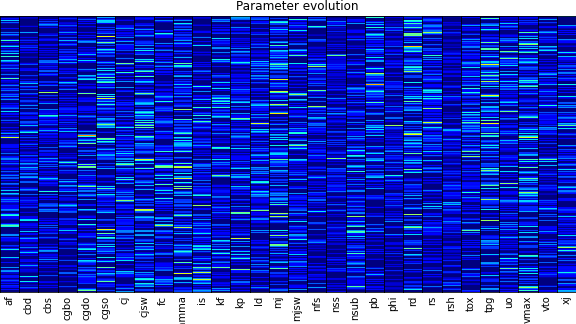 Parameter evolution
af
cbd
cbs
cgbo
cgdo
cgso
cj
cjsw
fc
mma
is
kf
kp
ld
mj
mjsw
nfs
nss
nsub
pb
phi
rd
rs
rsh
tox
tpg
uo
vmax
vto
xj